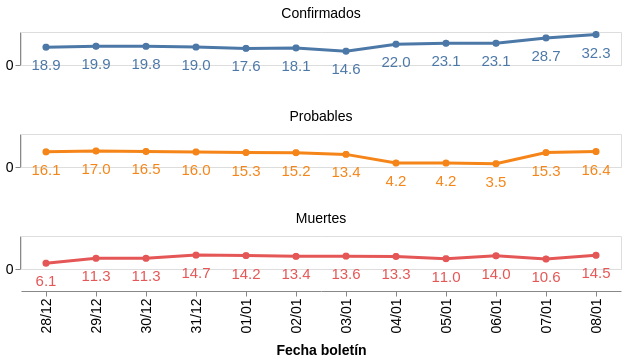 Confirmados
0
18.9 19.9 19.8 19.0 17.6 18.1 14.6 22.0 23.1 23.1 28.7 32.3
Probables
0
16.1 17.0 16.5 16.0 15.3 15.2 13.4 4.2 4.2 3.5 15.3 16.4
Muertes
0
6.1 11.3 11.3 14.7 14.2 13.4 13.6 13.3 11.0 14.0 10.6 14.5
28/12 29/12 30/12 31/12 01/01 02/01 03/01 04/01 05/01 06/01 07/01 08/01
Fecha boletín